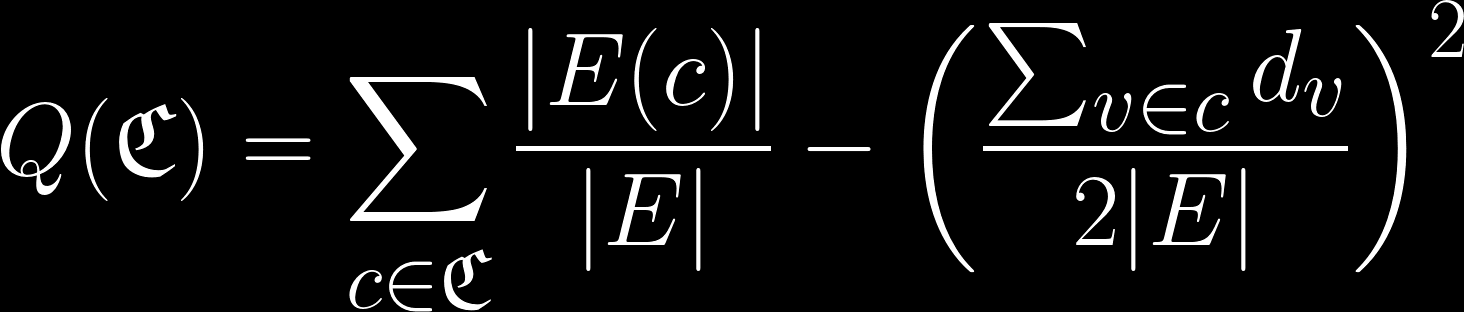 Q(ℭ) = ∑_{c∈ℭ} |E(c)| / |E| − ( ∑_{v∈c} d_v / 2|E| )^2